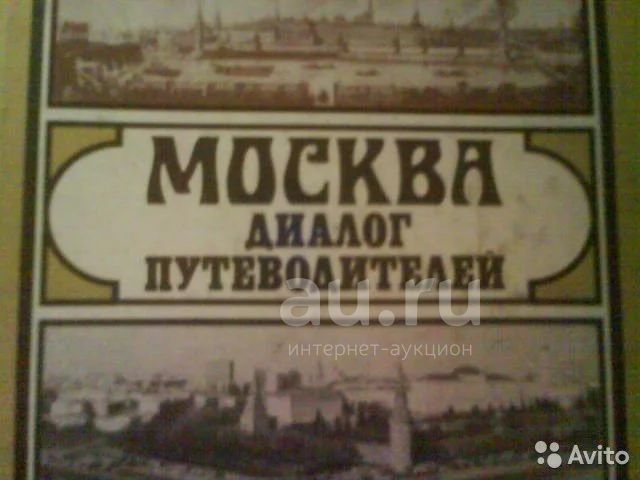 МОСКВА
ДИАЛОГ
ПУТЕВОДИТЕЛЕЙ
au.ru
интернет-аукцион
Avito